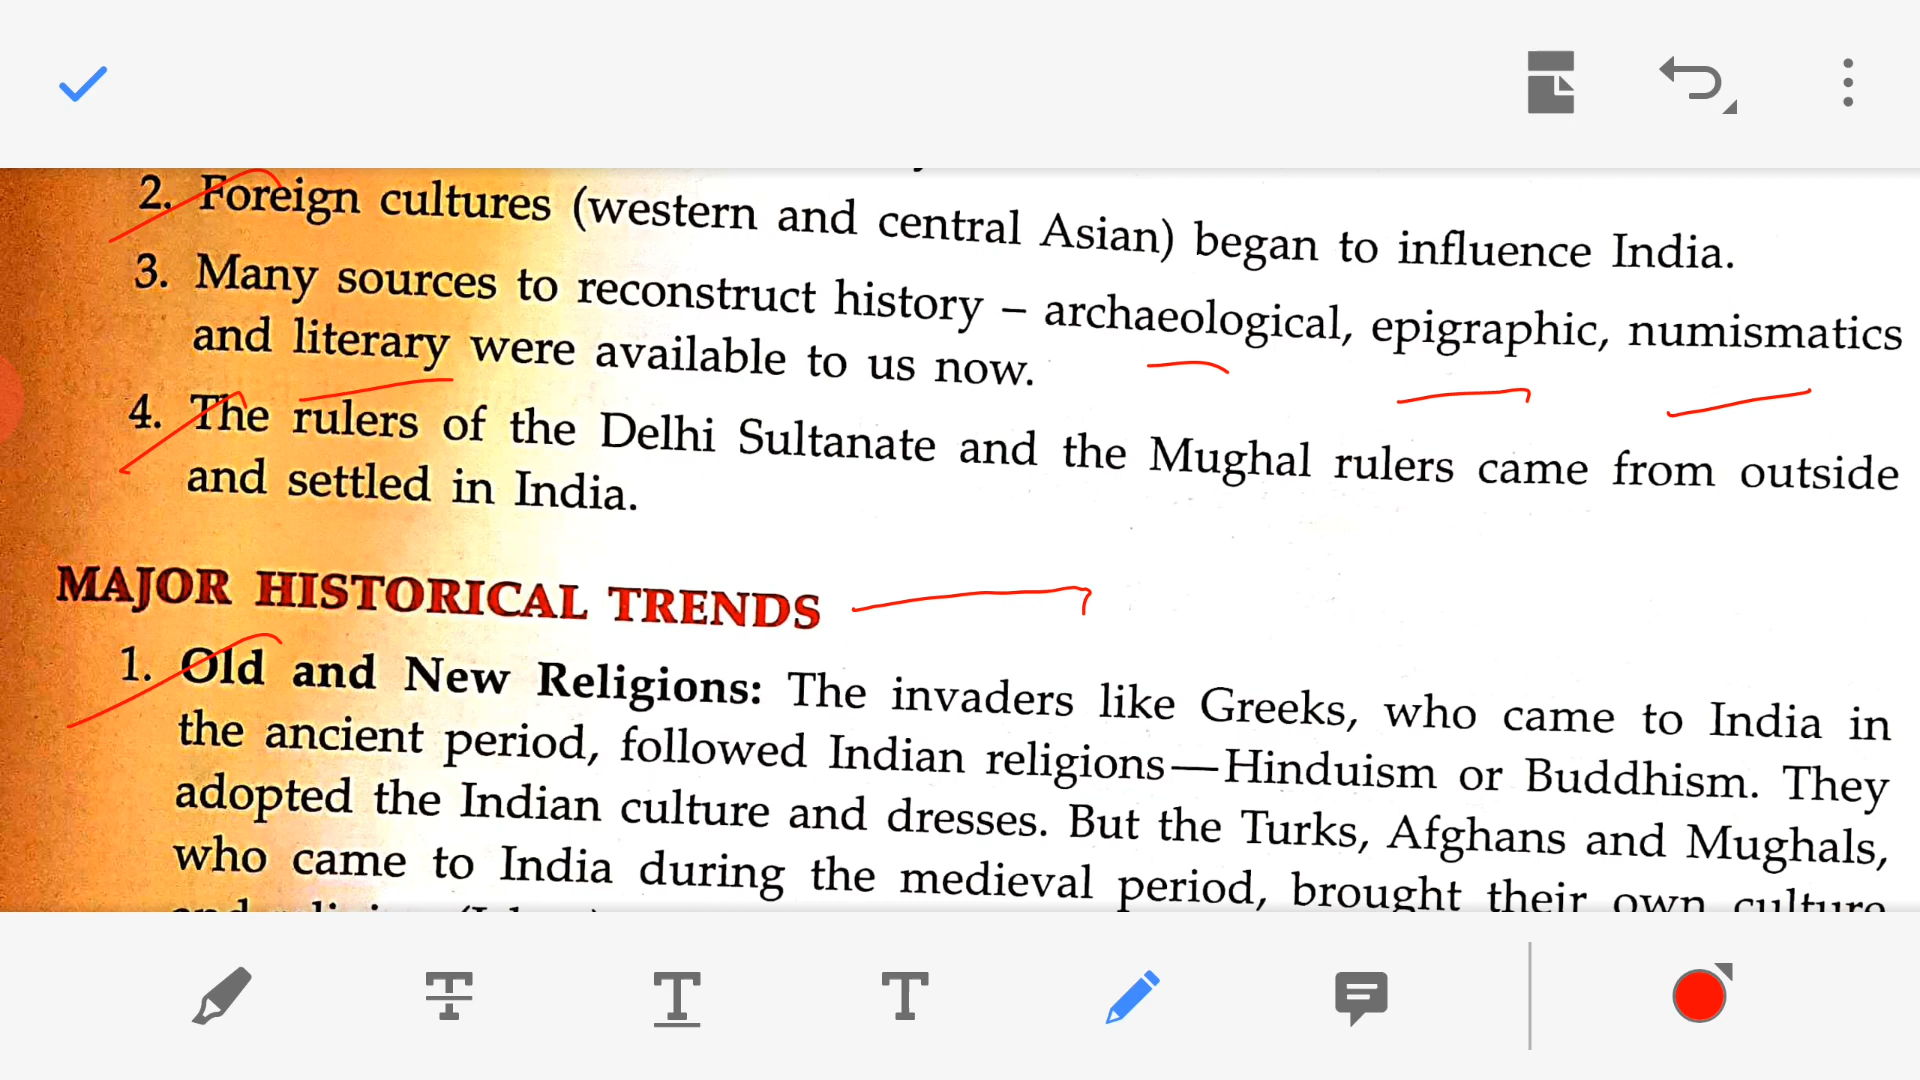 2. Foreign cultures (western and central Asian) began to influence India.
3. Many sources to reconstruct history – archaeological, epigraphic, numismatics
and literary were available to us now.
4. The rulers of the Delhi Sultanate and the Mughal rulers came from outside
and settled in India.
MAJOR HISTORICAL TRENDS
1. Old and New Religions: The invaders like Greeks, who came to India in
the ancient period, followed Indian religions—Hinduism or Buddhism. They
adopted the Indian culture and dresses. But the Turks, Afghans and Mughals,
who came to India during the medieval period, brought their own culture